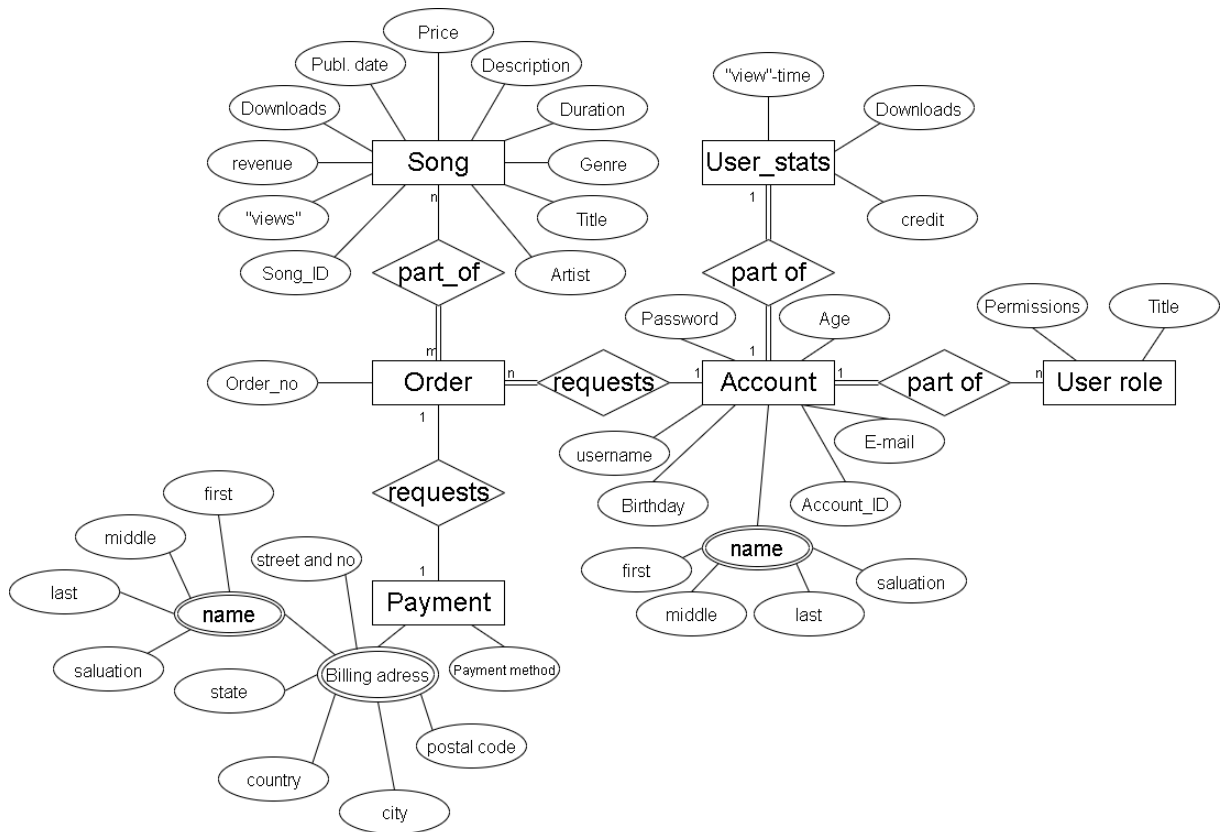 Price
Publ. date
Description
"view"-time
Downloads
Duration
Downloads
Song
User_stats
revenue
Genre
n
1
"views"
Title
credit
Song_ID
part_of
Artist
part of
Password
Age
Permissions
Title
m
1
Order_no
Order
n
requests
1
Account
1
part of
n
User role
1
username
E-mail
first
requests
Birthday
Account_ID
middle
street and no
name
first
saluation
last
1
middle
last
name
Payment
saluation
state
Billing adress
Payment method
country
postal code
city